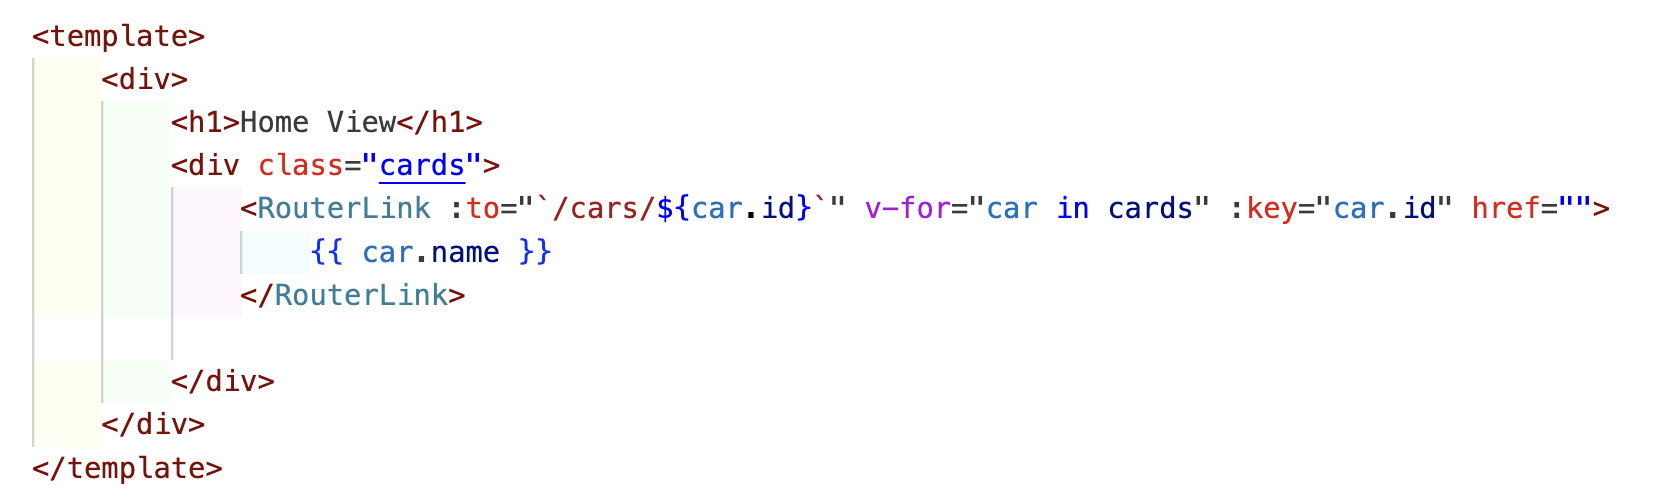 <template>
<div>
<h1>Home View</h1>
<div class="cards">
<RouterLink :to="`/cars/${car.id}`" v-for="car in cards" :key="car.id" href="">
{{ car.name }}
</RouterLink>
</div>
</div>
</template>